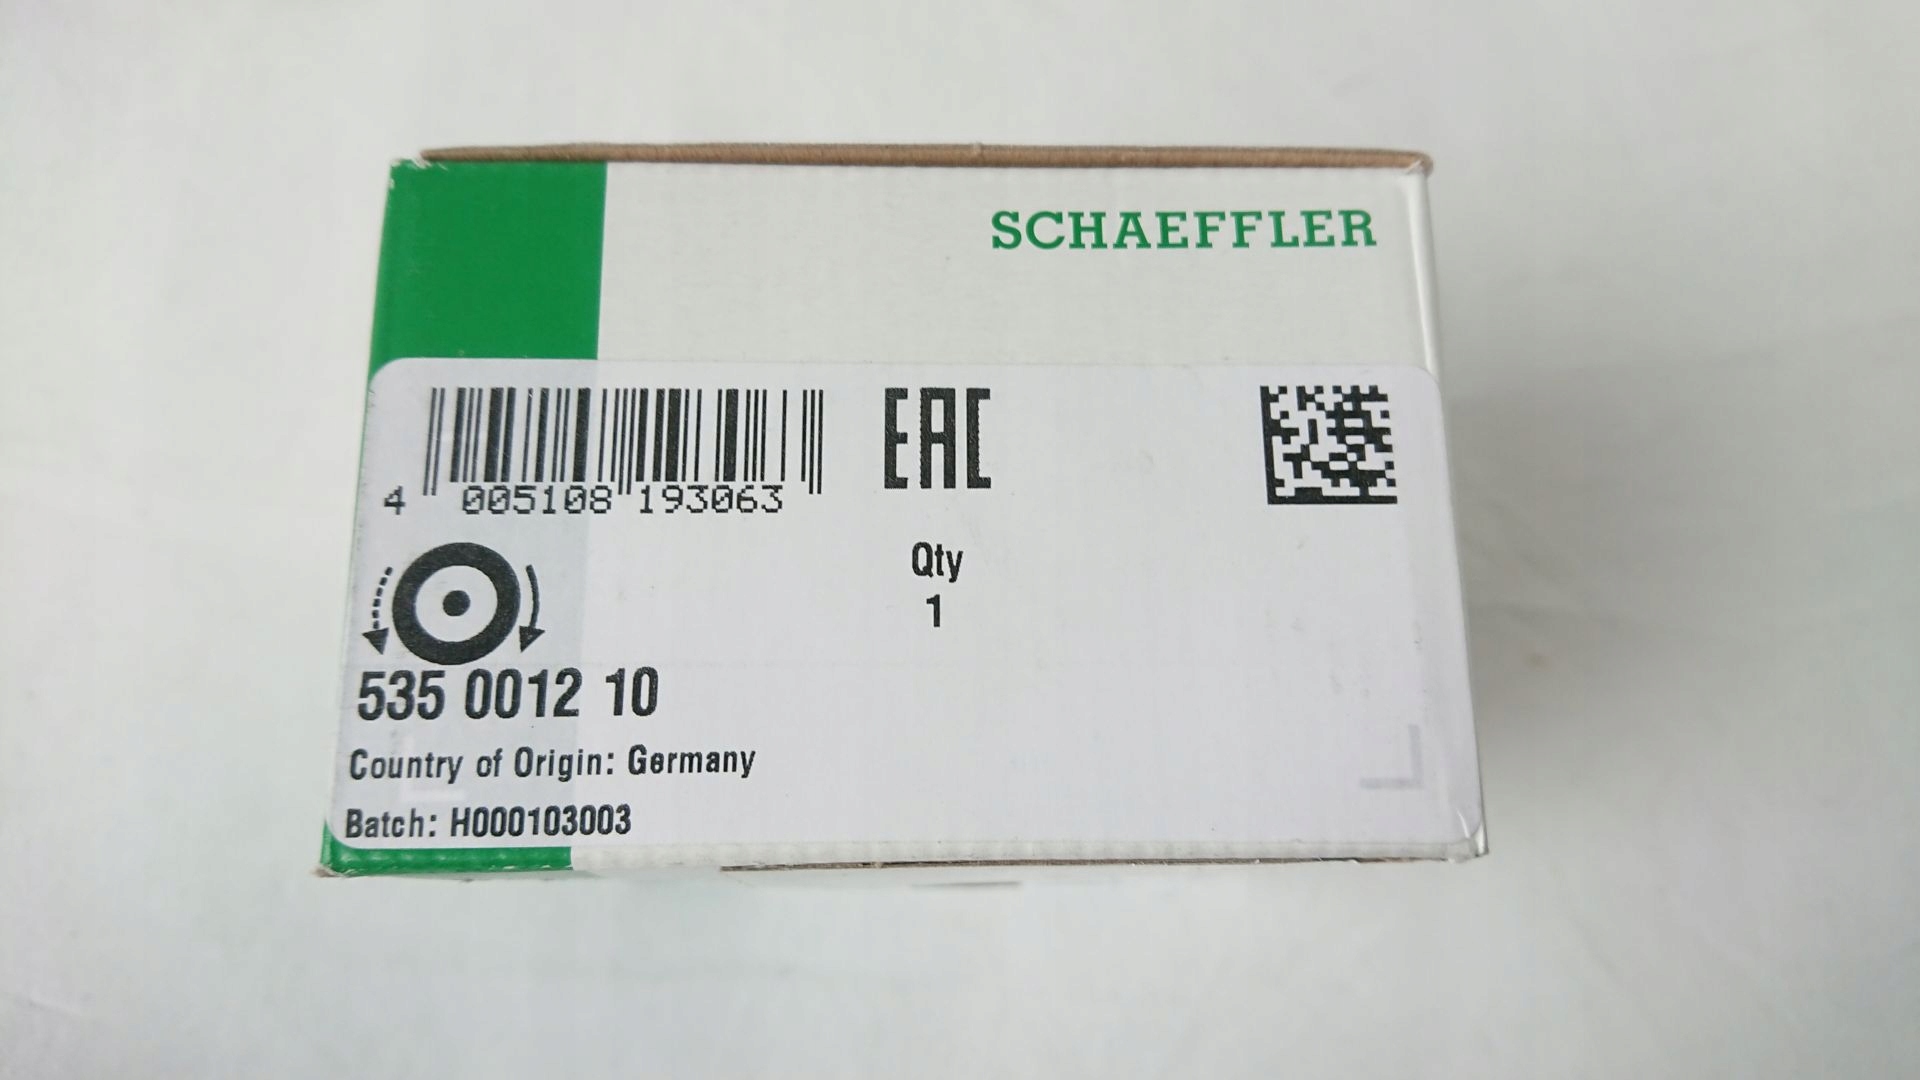 SCHAEFFLER
4 005108 193063
EAC
Qty
1
535 0012 10
Country of Origin: Germany
Batch: H000103003